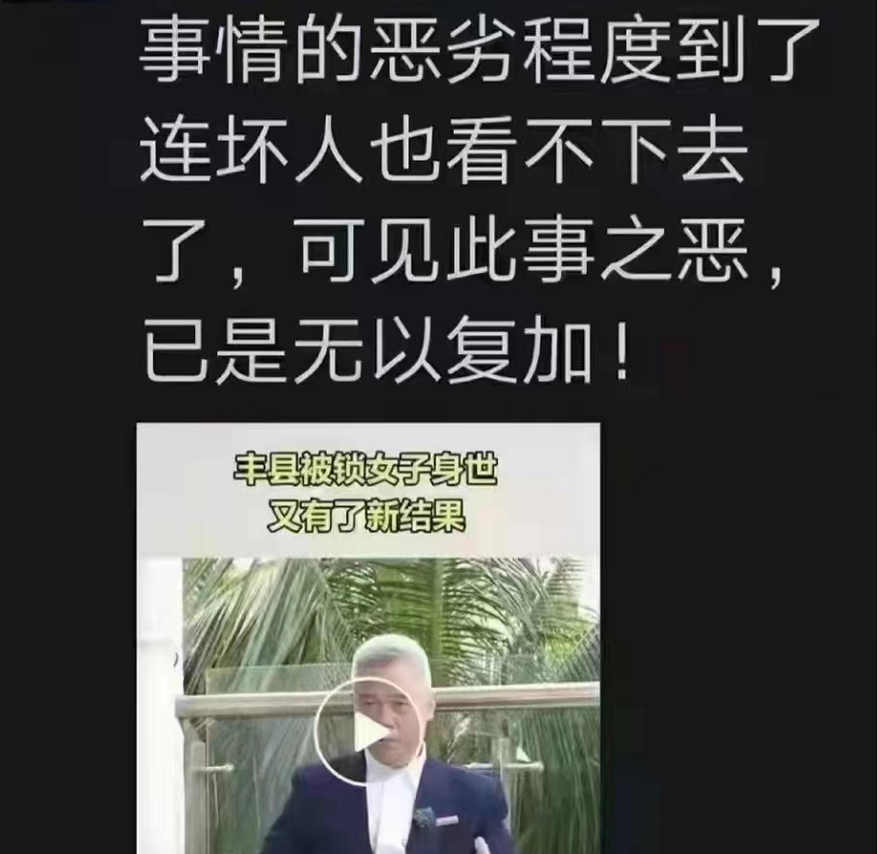 事情的恶劣程度到了
连坏人也看不下去
了，可见此事之恶，
已是无以复加！
丰县被锁女子身世
又有了新结果